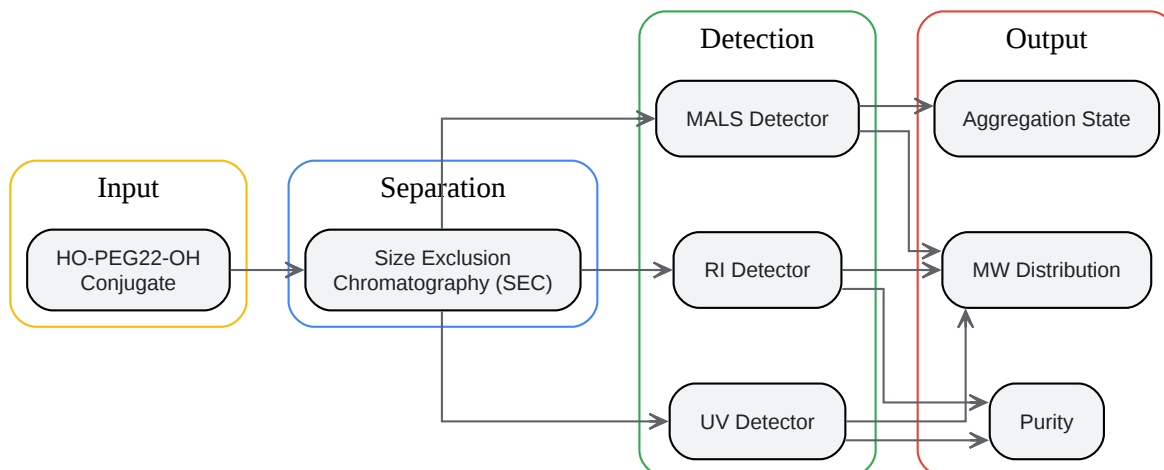 Input
HO-PEG22-OH
Conjugate
Separation
Size Exclusion
Chromatography (SEC)
Detection
MALS Detector
RI Detector
UV Detector
Output
Aggregation State
MW Distribution
Purity